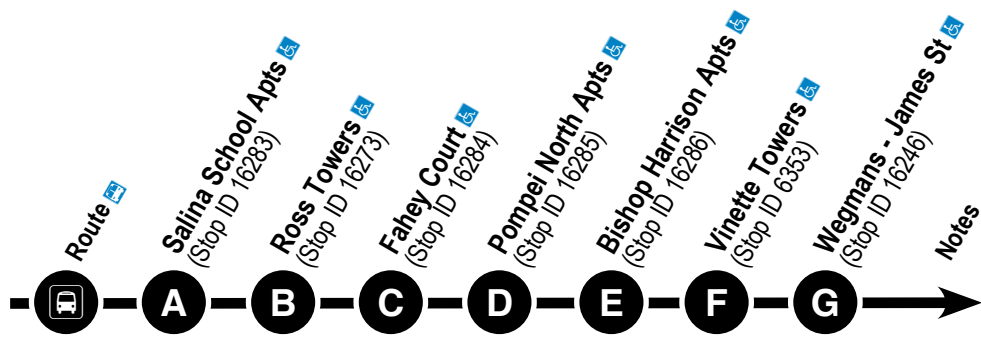 Route
Salina School Apts
(Stop ID 16283)
Ross Towers
(Stop ID 16273)
Fahey Court
(Stop ID 16284)
Pompei North Apts
(Stop ID 16285)
Bishop Harrison Apts
(Stop ID 16286)
Vinette Towers
(Stop ID 6353)
Wegmans - James St
(Stop ID 16246)
Notes
A
B
C
D
E
F
G